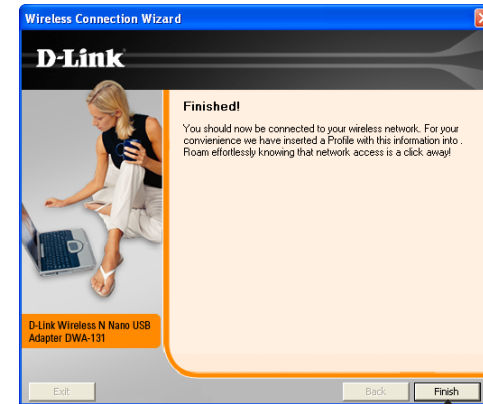 Wireless Connection Wizard
D-Link
Finished!
You should now be connected to your wireless network. For your
convienience we have inserted a Profile with this information into .
Roam effortlessly knowing that network access is a click away!
D-Link Wireless N Nano USB
Adapter DWA-131
Exit
Back
Finish